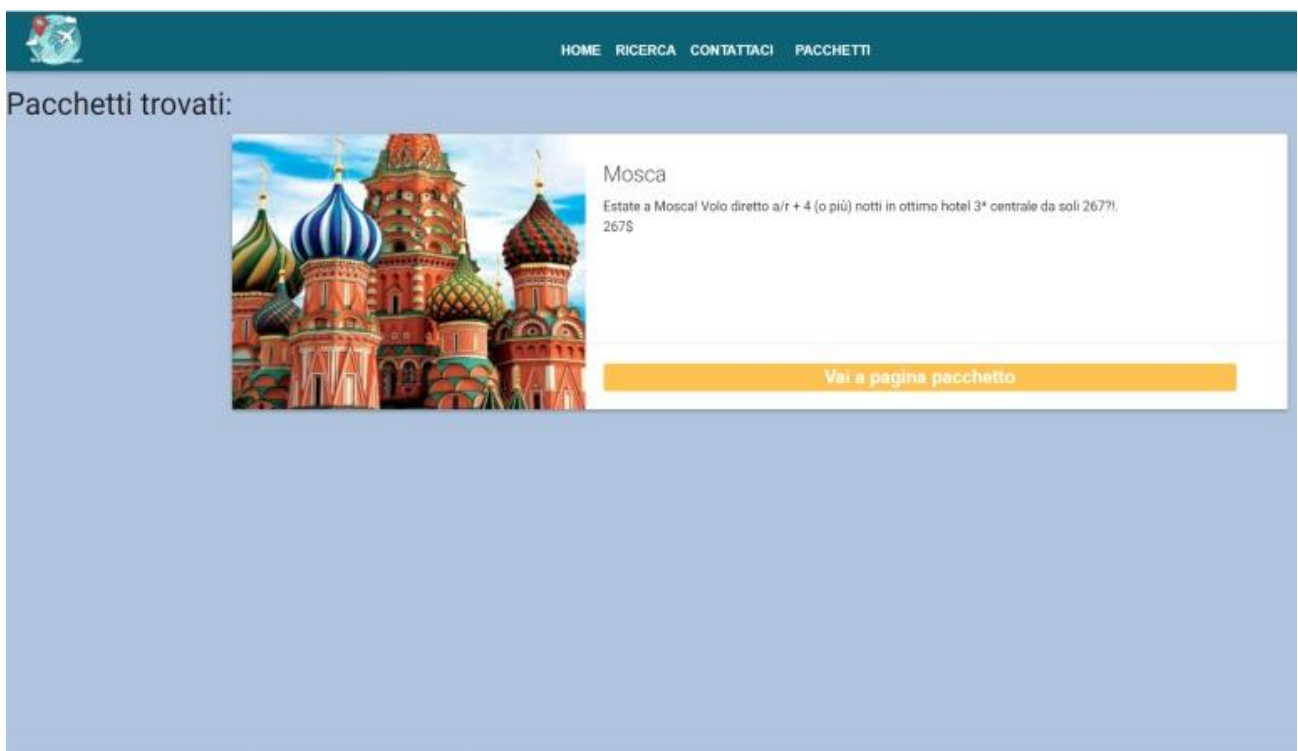 HOME RICERCA CONTATTACI PACCHETTI
Pacchetti trovati:
Mosca
Estate a Mosca! Volo diretto a/r + 4 (o più) notti in ottimo hotel 3* centrale da soli 267?!.
267$
Vai a pagina pacchetto